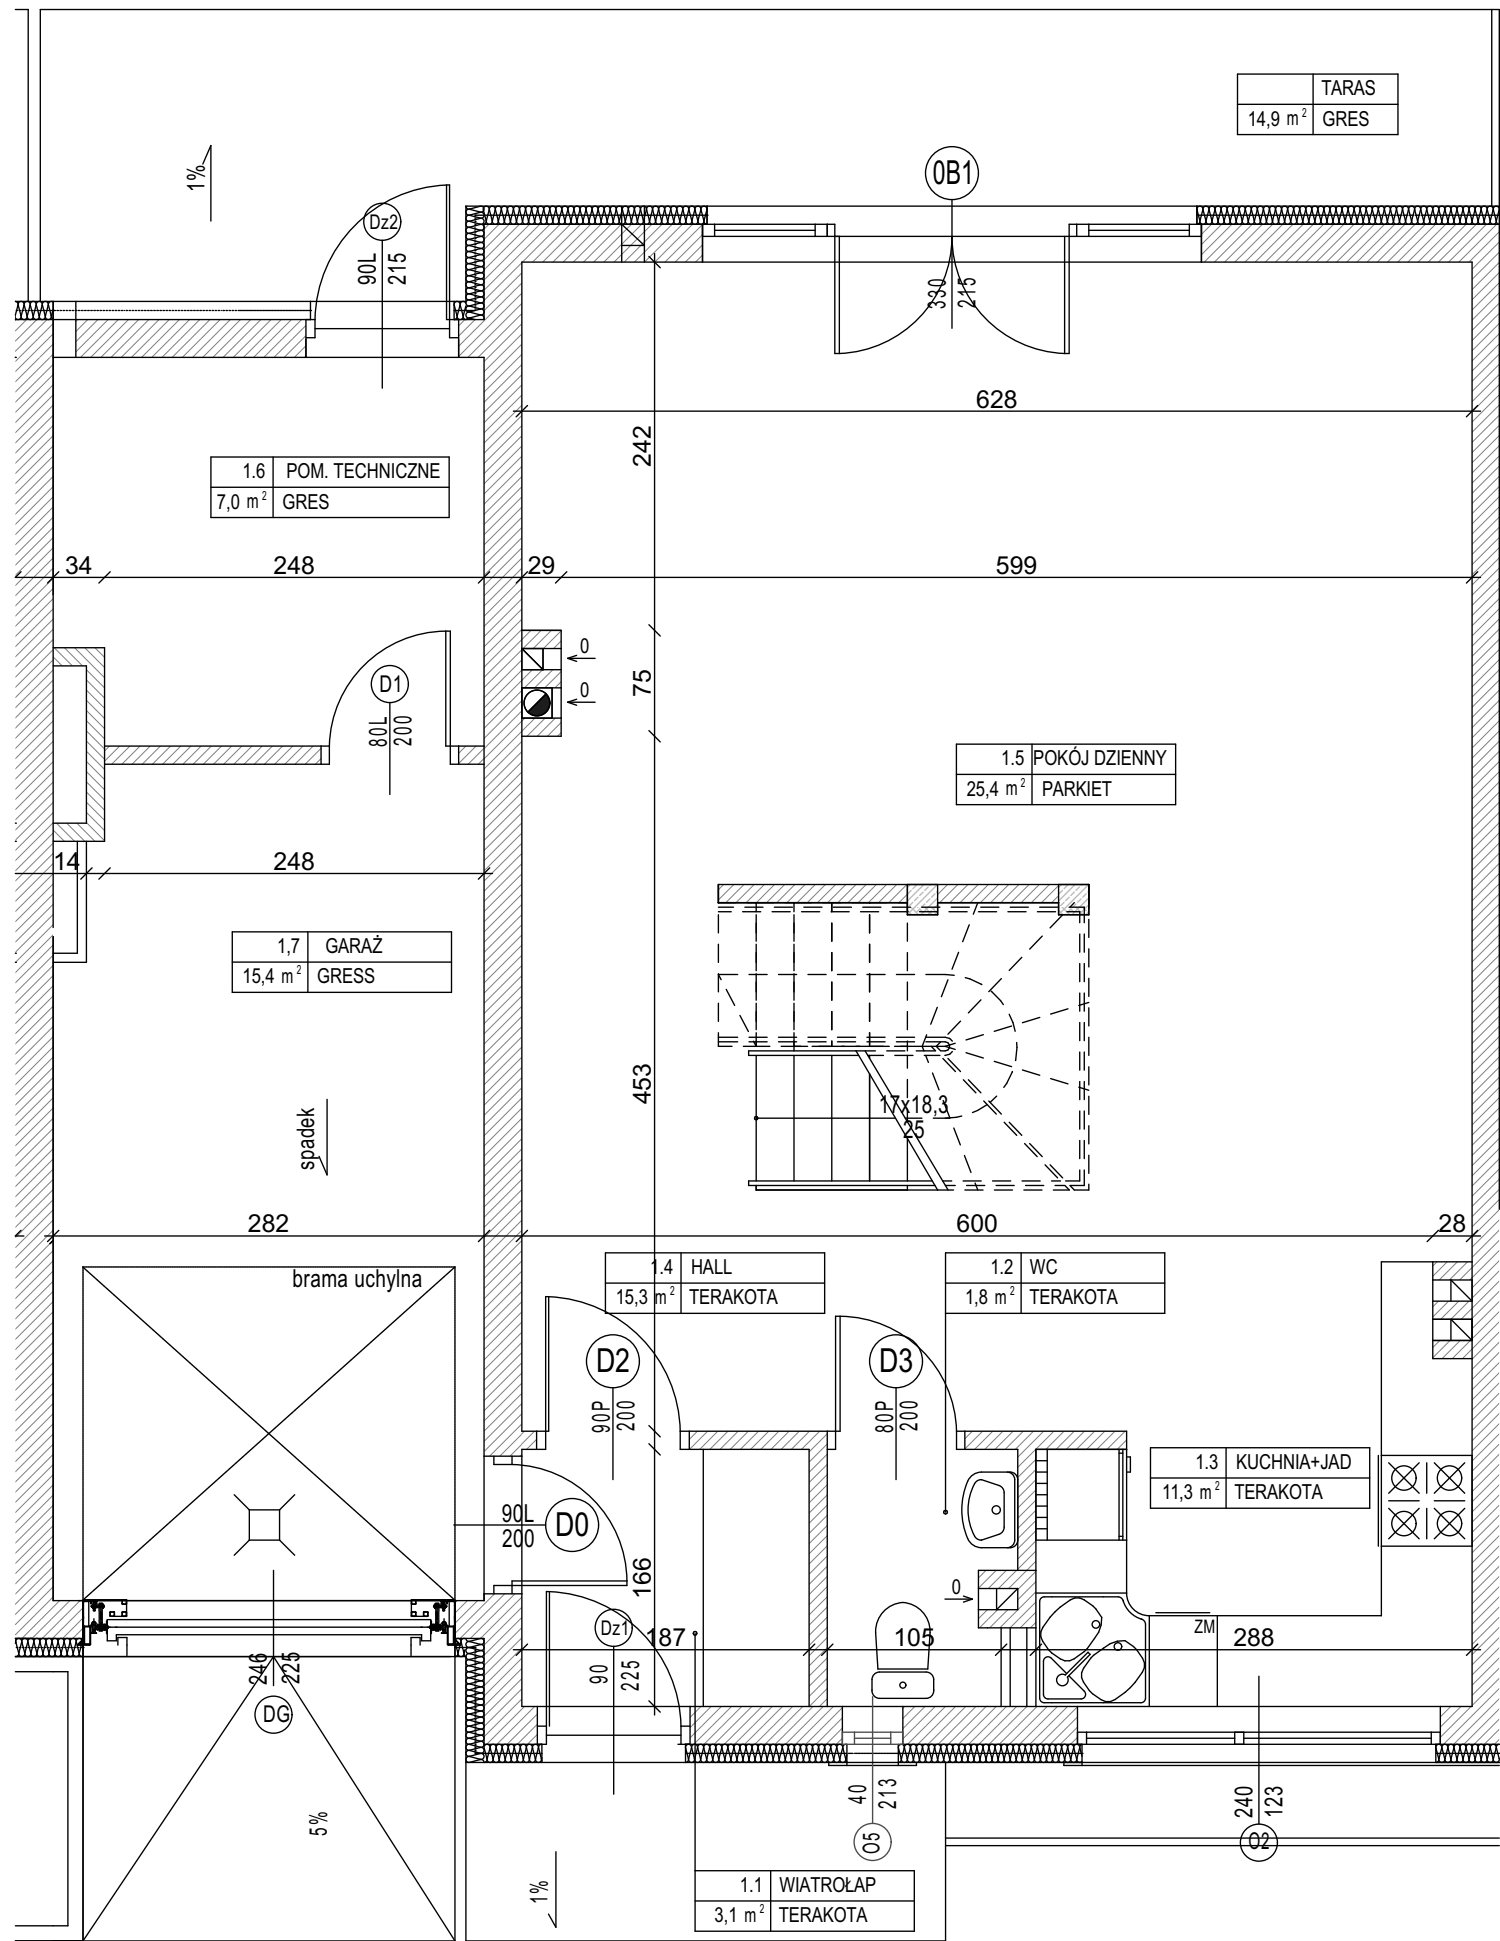 TARAS
14,9 m² GRES
1%
0B1
Dz2
90L
215
330
215
628
242
1.6 POM. TECHNICZNE
7,0 m² GRES
34
248
29
599
0
75
0
D1
80L
200
1.5 POKÓJ DZIENNY
25,4 m² PARKIET
14
248
1,7 GARAŻ
15,4 m² GRESS
453
17x18,3
25
spadek
282
600
28
brama uchylna
1.4 HALL
15,3 m² TERAKOTA
1.2 WC
1,8 m² TERAKOTA
D2
90P
200
D3
80P
200
1.3 KUCHNIA+JAD
11,3 m² TERAKOTA
90L
200
D0
166
0
Dz1
187
105
ZM
288
90
225
246
225
DG
40
213
O5
240
123
O2
5%
1%
1.1 WIATROŁAP
3,1 m² TERAKOTA